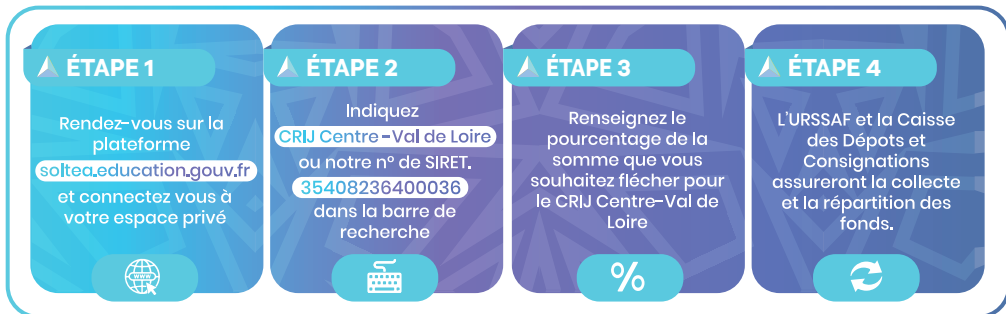 ÉTAPE 1
Rendez-vous sur la
plateforme
soltea.education.gouv.fr
et connectez vous à
votre espace privé
WWW
ÉTAPE 2
Indiquez
CRIJ Centre-Val de Loire
ou notre n° de SIRET.
35408236400036
dans la barre de
recherche
ÉTAPE 3
Renseignez le
pourcentage de la
somme que vous
souhaitez flécher pour
le CRIJ Centre-Val de
Loire
%
ÉTAPE 4
L'URSSAF et la Caisse
des Dépots et
Consignations
assureront la collecte
et la répartition des
fonds.